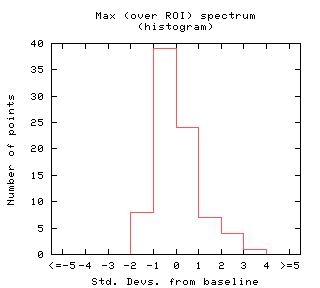 Max (over ROI) spectrum
(histogram)
40
35
30
25
20
15
10
5
0
Number of points
<=-5 -4 -3 -2 -1 0 1 2 3 4 >=5
Std. Devs. from baseline